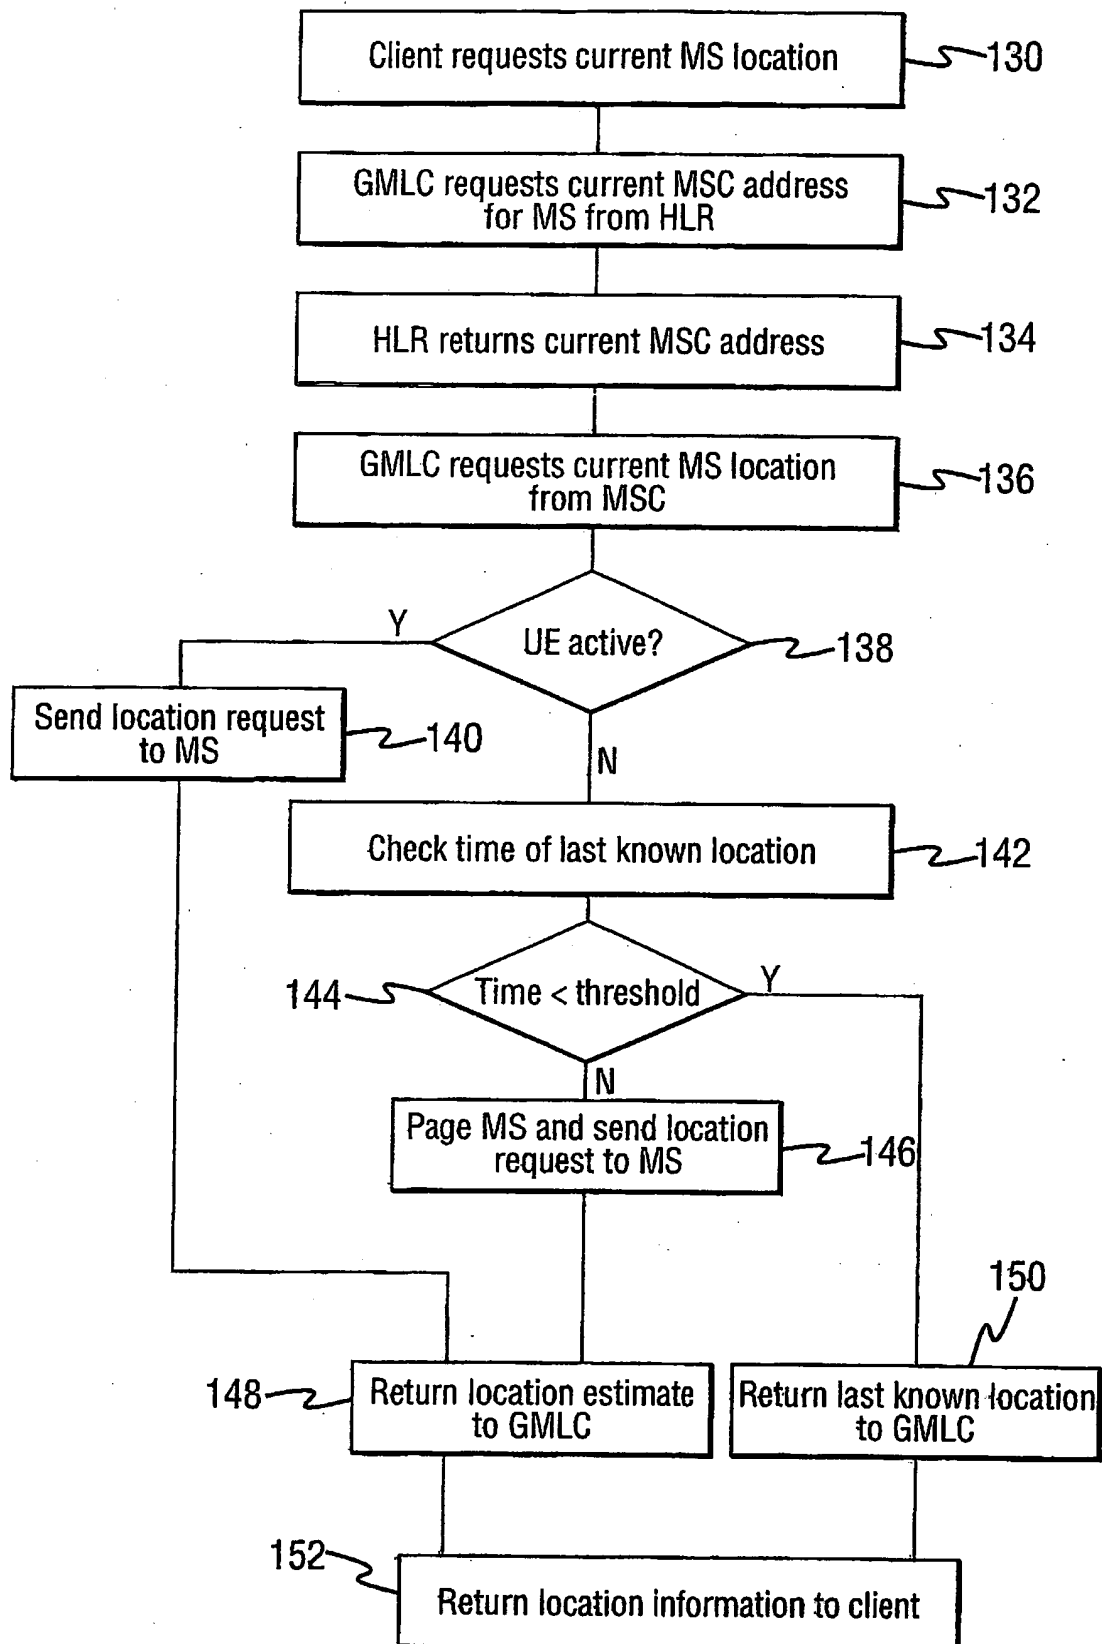 Client requests current MS location
130
GMLC requests current MSC address
for MS from HLR
132
HLR returns current MSC address
134
GMLC requests current MS location
from MSC
136
Y
UE active?
138
Send location request
to MS
140
N
Check time of last known location
142
144
Time < threshold
Y
N
Page MS and send location
request to MS
146
150
148
Return location estimate
to GMLC
Return last known location
to GMLC
152
Return location information to client